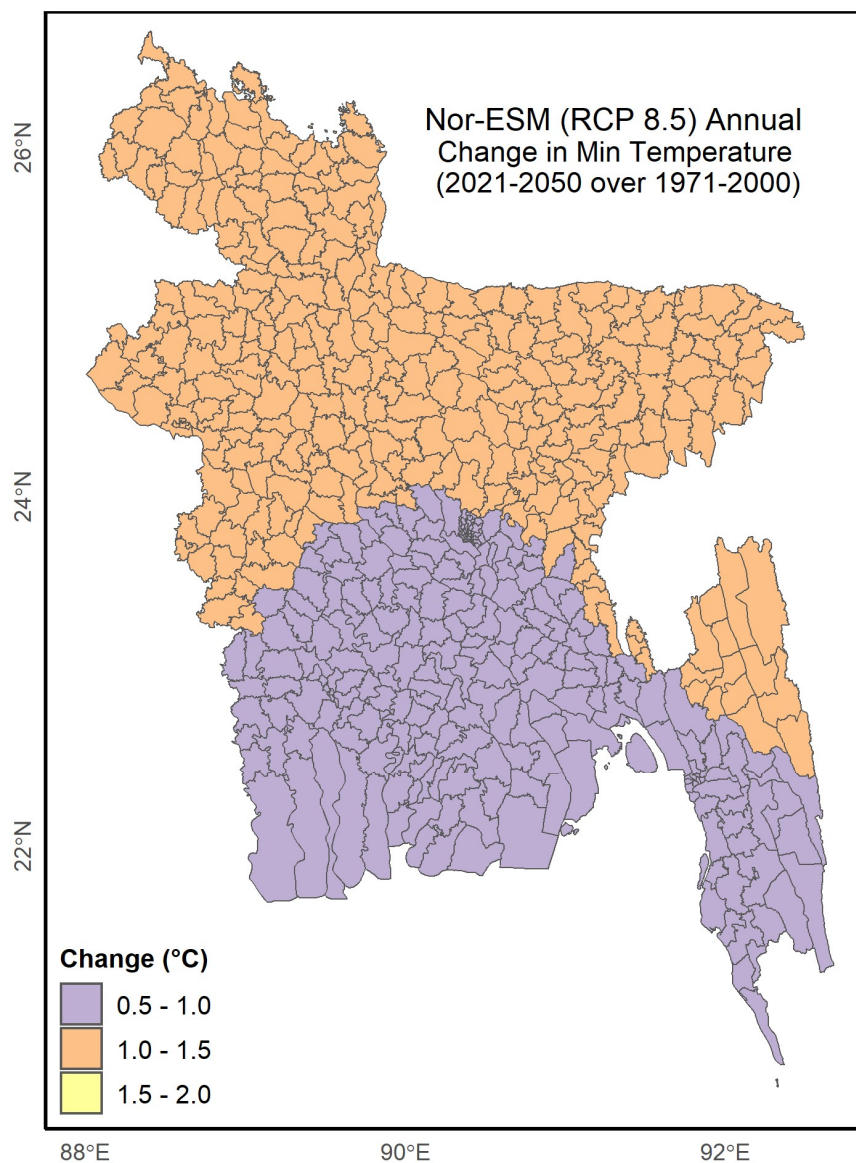 Nor-ESM (RCP 8.5) Annual
Change in Min Temperature
(2021-2050 over 1971-2000)
26°N
24°N
22°N
Change (°C)
0.5 - 1.0
1.0 - 1.5
1.5 - 2.0
88°E
90°E
92°E